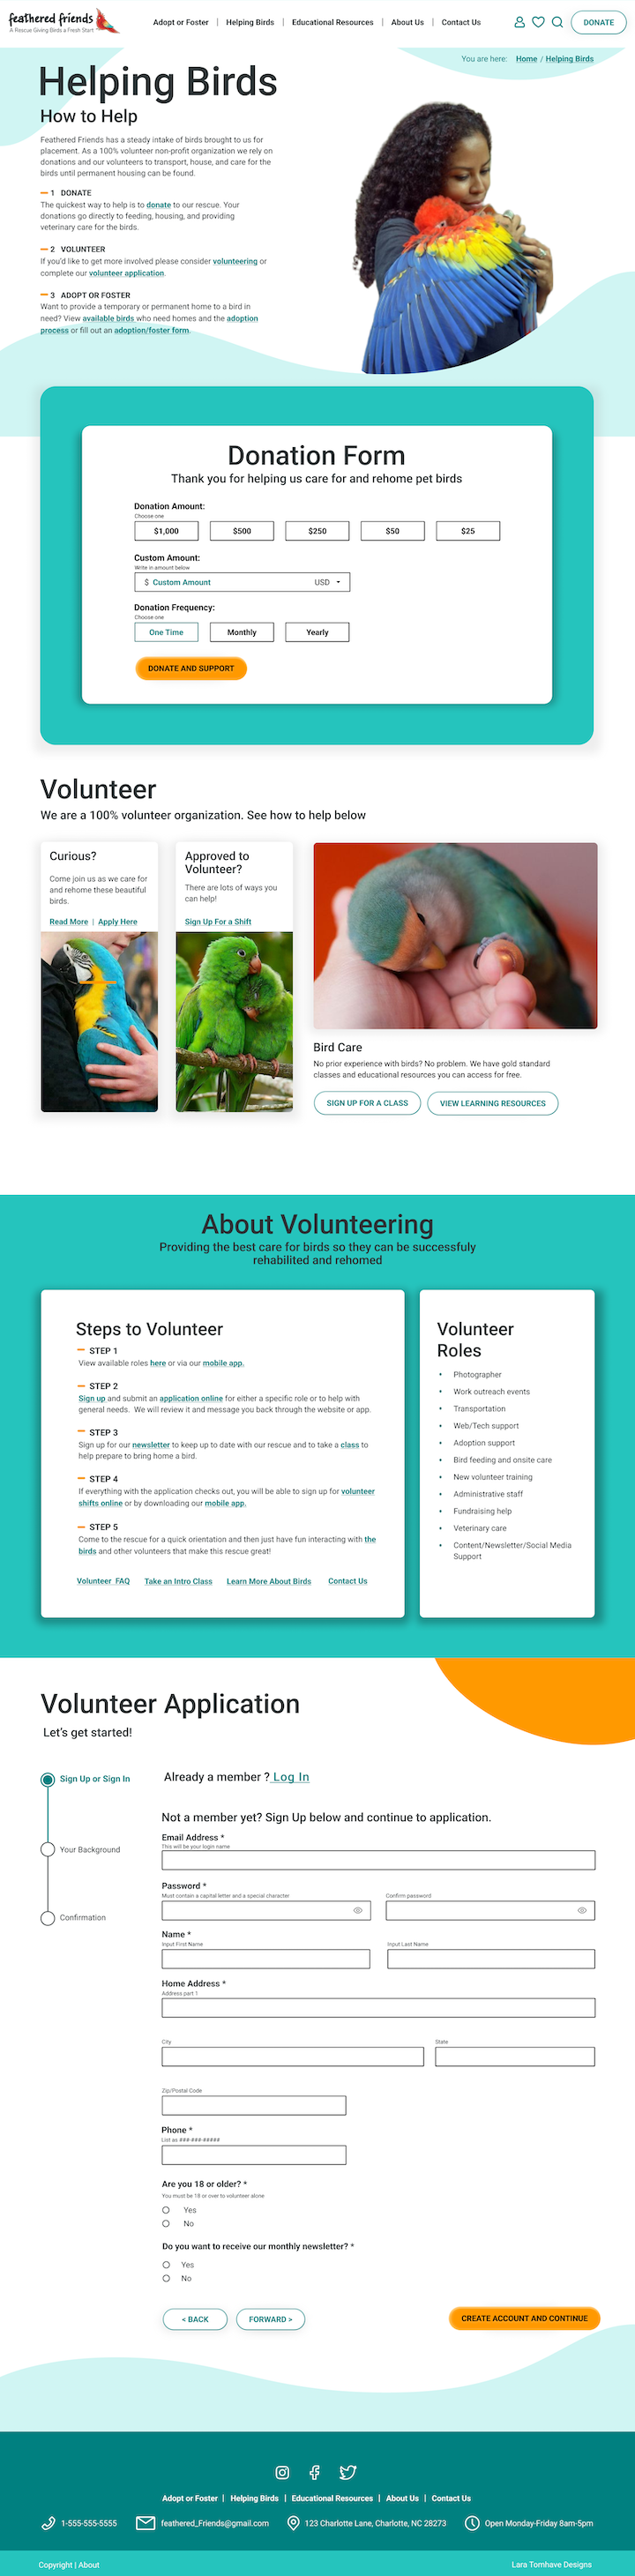 feathered friends
A Rescue Giving Birds a Fresh Start
Adopt or Foster | Helping Birds | Educational Resources | About Us | Contact Us
DONATE
You are here: Home / Helping Birds
Helping Birds
How to Help
Feathered Friends has a steady intake of birds brought to us for
placement. As a 100% volunteer non-profit organization we rely on
donations and our volunteers to transport, house, and care for the
birds until permanent housing can be found.
1 DONATE
The quickest way to help is to donate to our rescue. Your
donations go directly to feeding, housing, and providing
veterinary care for the birds.
2 VOLUNTEER
If you'd like to get more involved please consider volunteering or
complete our volunteer application.
3 ADOPT OR FOSTER
Want to provide a temporary or permanent home to a bird in
need? View available birds who need homes and the adoption
process or fill out an adoption/foster form.
Donation Form
Thank you for helping us care for and rehome pet birds
Donation Amount:
Choose one
$1,000 $500 $250 $50 $25
Custom Amount:
Write in amount below
$ Custom Amount USD
Donation Frequency:
Choose one
One Time Monthly Yearly
DONATE AND SUPPORT
Volunteer
We are a 100% volunteer organization. See how to help below
Curious?
Come join us as we care for
and rehome these beautiful
birds.
Read More | Apply Here
Approved to
Volunteer?
There are lots of ways you
can help!
Sign Up For a Shift
Bird Care
No prior experience with birds? No problem. We have gold standard
classes and educational resources you can access for free.
SIGN UP FOR A CLASS VIEW LEARNING RESOURCES
About Volunteering
Providing the best care for birds so they can be successfuly
rehabilited and rehomed
Steps to Volunteer
STEP 1
View available roles here or via our mobile app.
STEP 2
Sign up and submit an application online for either a specific role or to help with
general needs. We will review it and message you back through the website or app.
STEP 3
Sign up for our newsletter to keep up to date with our rescue and to take a class to
help prepare to bring home a bird.
STEP 4
If everything with the application checks out, you will be able to sign up for volunteer
shifts online or by downloading our mobile app.
STEP 5
Come to the rescue for a quick orientation and then just have fun interacting with the
birds and other volunteers that make this rescue great!
Volunteer FAQ Take an Intro Class Learn More About Birds Contact Us
Volunteer
Roles
• Photographer
• Work outreach events
• Transportation
• Web/Tech support
• Adoption support
• Bird feeding and onsite care
• New volunteer training
• Administrative staff
• Fundraising help
• Veterinary care
• Content/Newsletter/Social Media
Support
Volunteer Application
Let's get started!
Sign Up or Sign In
Your Background
Confirmation
Already a member ? Log In
Not a member yet? Sign Up below and continue to application.
Email Address *
This will be your login name
Password *
Must contain a capital letter and a special character Confirm password
Name *
Input First Name Input Last Name
Home Address *
Address part 1
City State
Zip/Postal Code
Phone *
List as ###-###-#####
Are you 18 or older? *
You must be 18 or over to volunteer alone
Yes
No
Do you want to receive our monthly newsletter? *
Yes
No
< BACK FORWARD > CREATE ACCOUNT AND CONTINUE
Adopt or Foster | Helping Birds | Educational Resources | About Us | Contact Us
1-555-555-5555 feathered_Friends@gmail.com 123 Charlotte Lane, Charlotte, NC 28273 Open Monday-Friday 8am-5pm
Copyright | About Lara Tomhave Designs